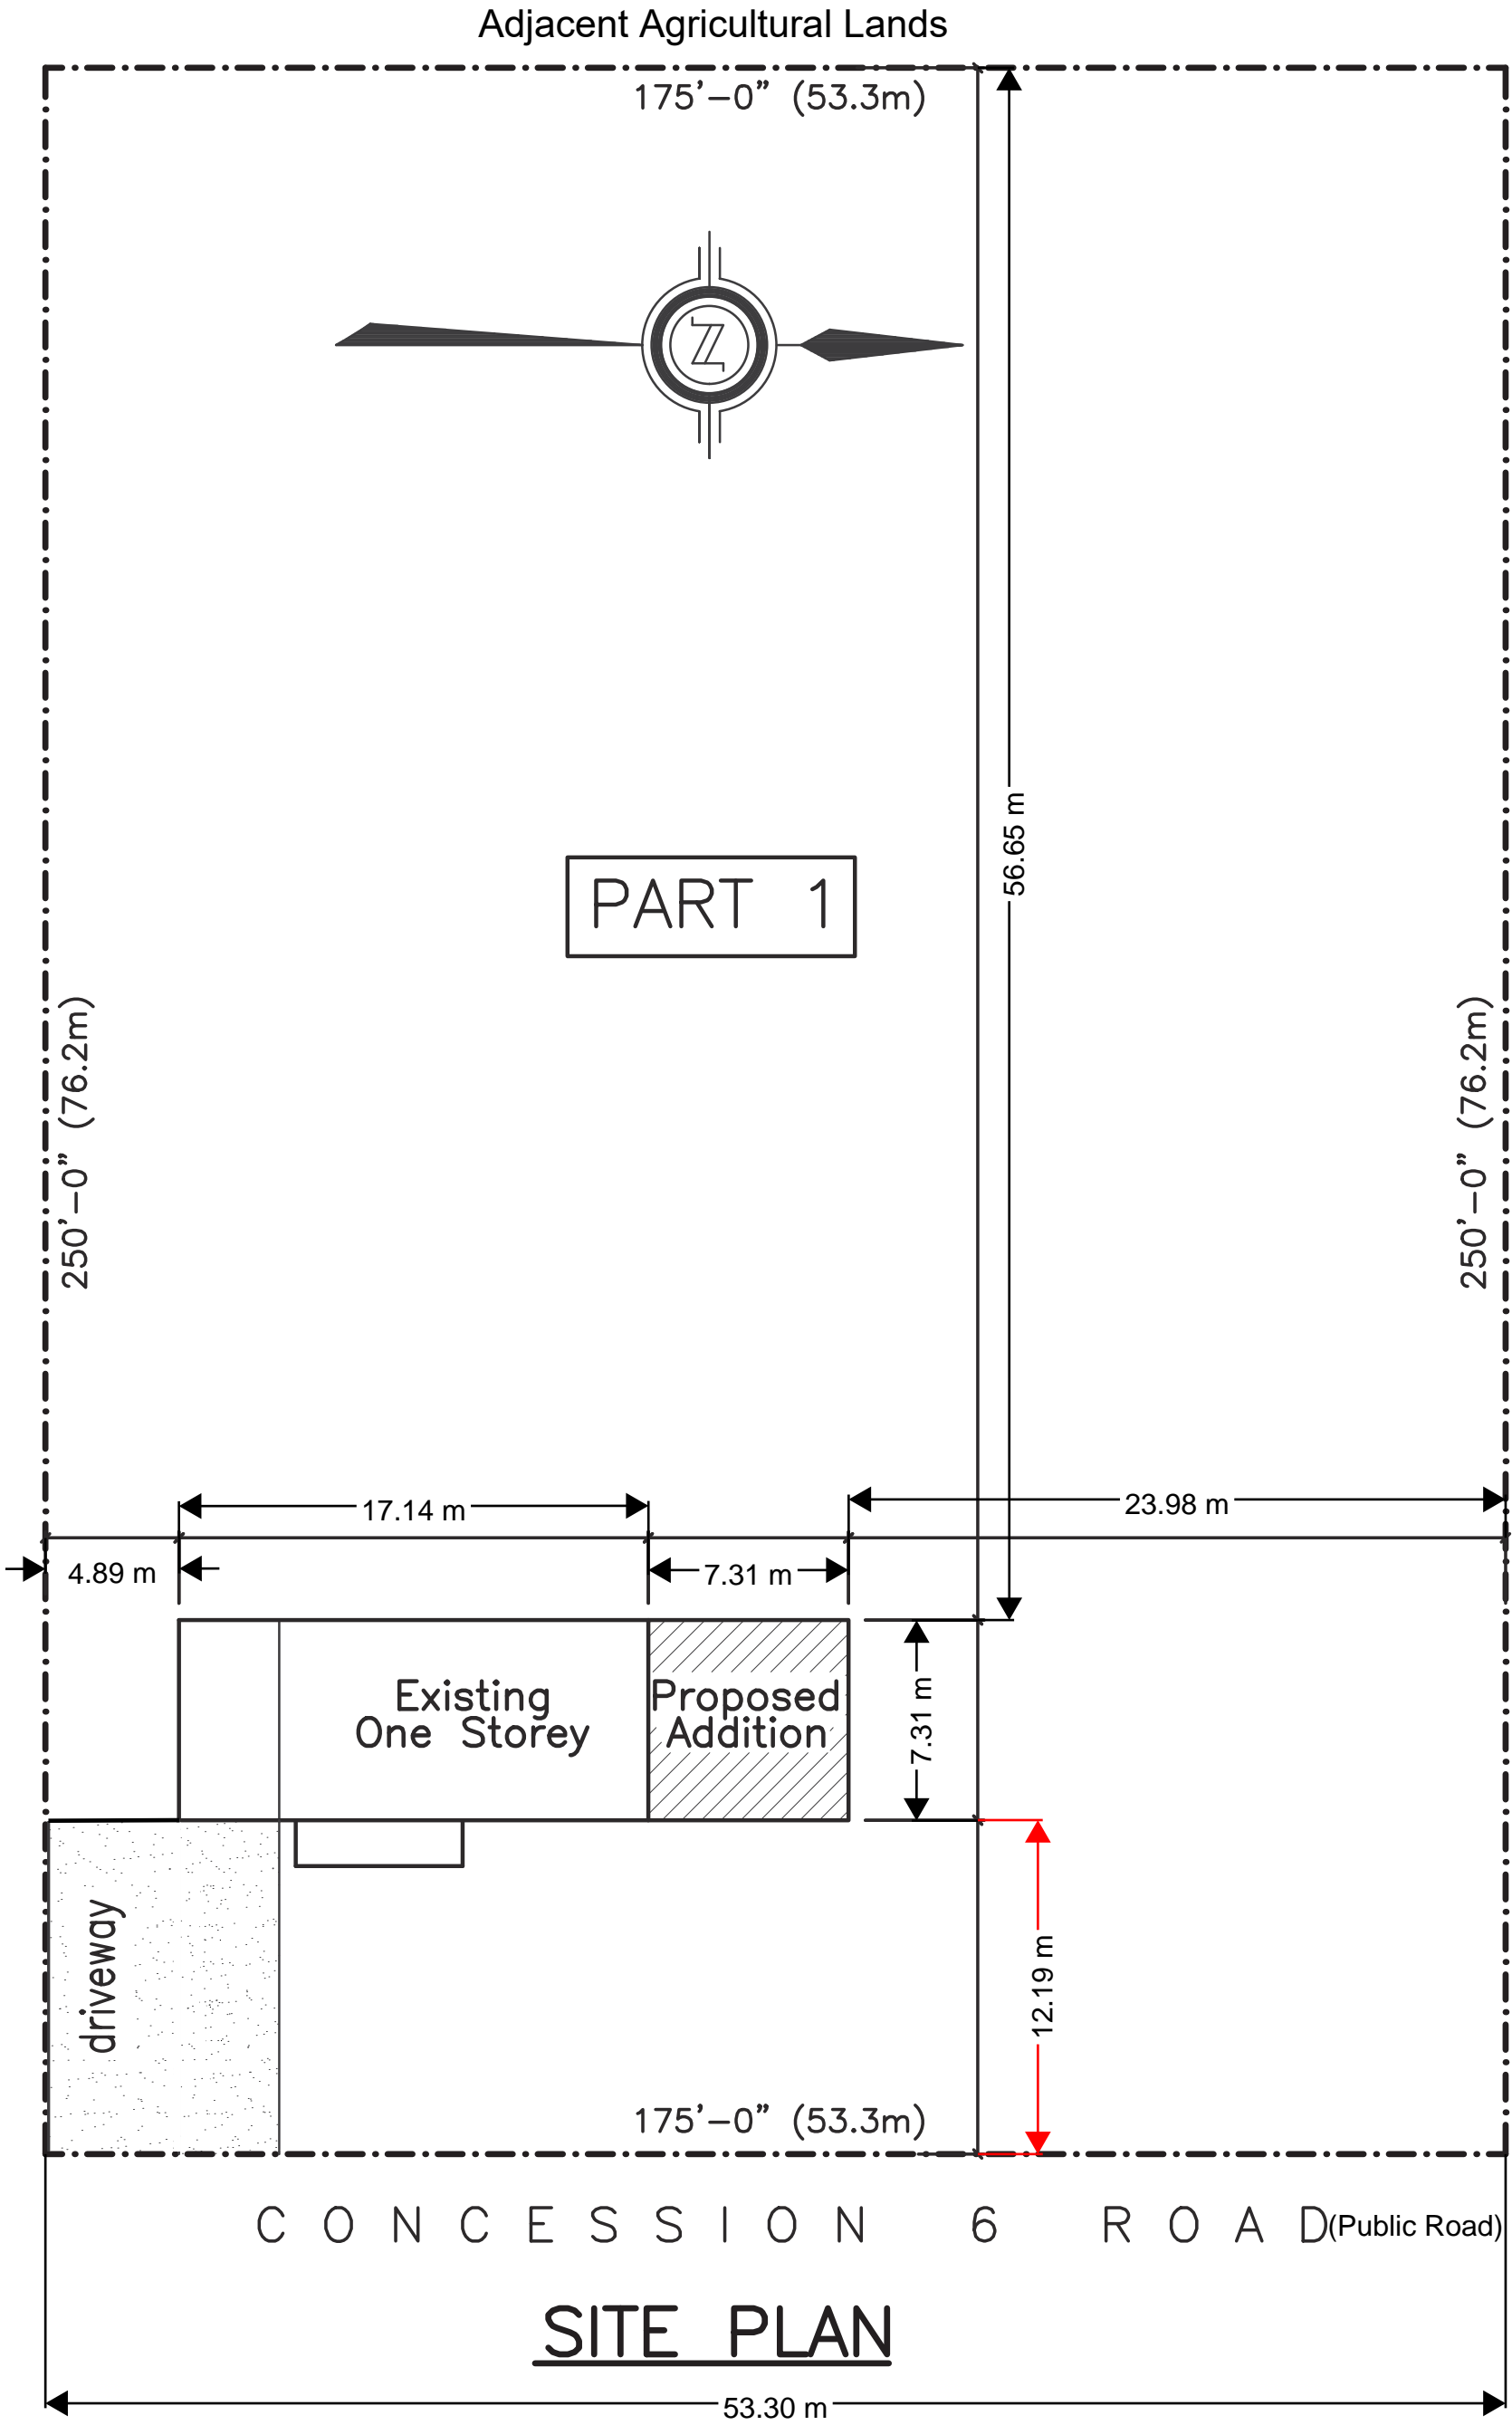 Adjacent Agricultural Lands
175'-0" (53.3m)
N
56.65 m
PART 1
250'-0" (76.2m)
250'-0" (76.2m)
17.14 m
23.98 m
4.89 m
7.31 m
Existing
One Storey
Proposed
Addition
7.31 m
driveway
12.19 m
175'-0" (53.3m)
CONCESSION 6 ROAD (Public Road)
SITE PLAN
53.30 m